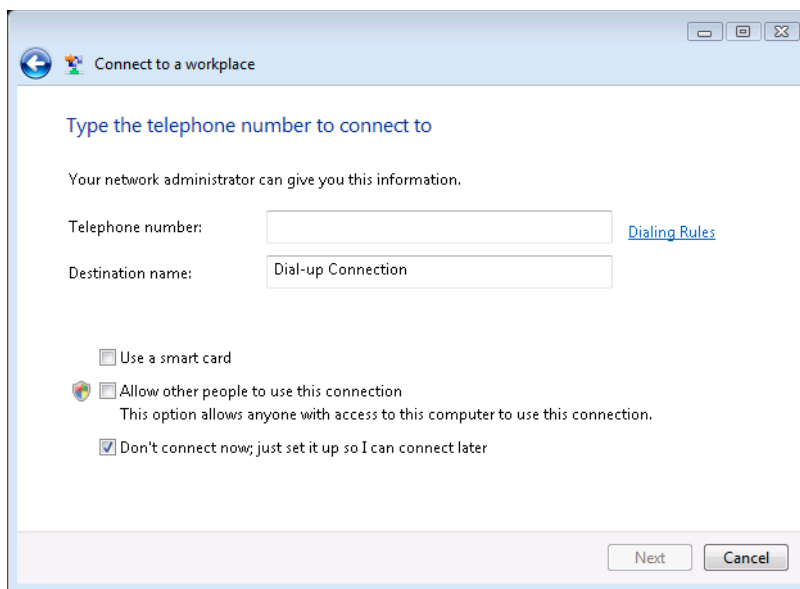 Connect to a workplace
Type the telephone number to connect to
Your network administrator can give you this information.
Telephone number:
Dialing Rules
Destination name: Dial-up Connection
Use a smart card
Allow other people to use this connection
This option allows anyone with access to this computer to use this connection.
Don't connect now; just set it up so I can connect later
Next Cancel